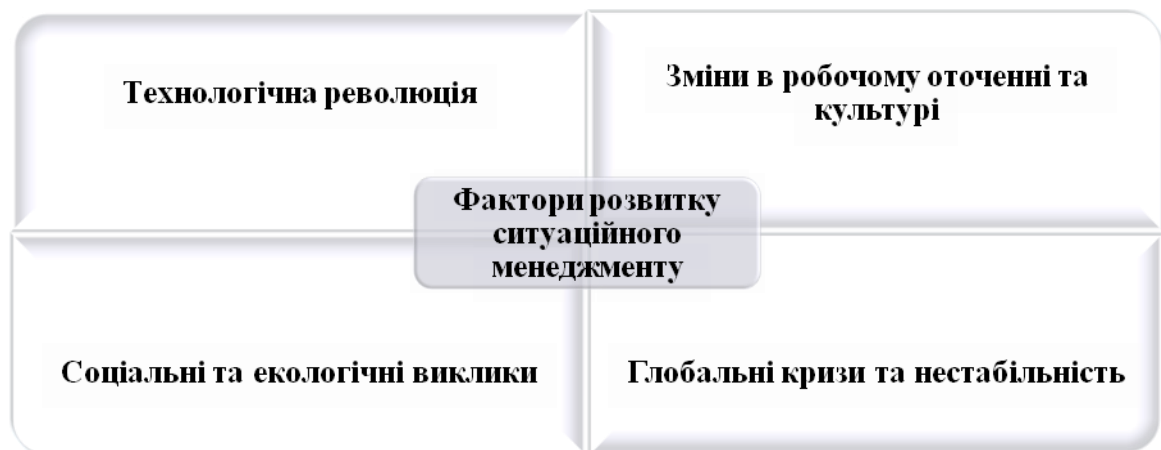 Технологічна революція
Зміни в робочому оточенні та
культурі
Фактори розвитку
ситуаційного
менеджменту
Соціальні та екологічні виклики
Глобальні кризи та нестабільність